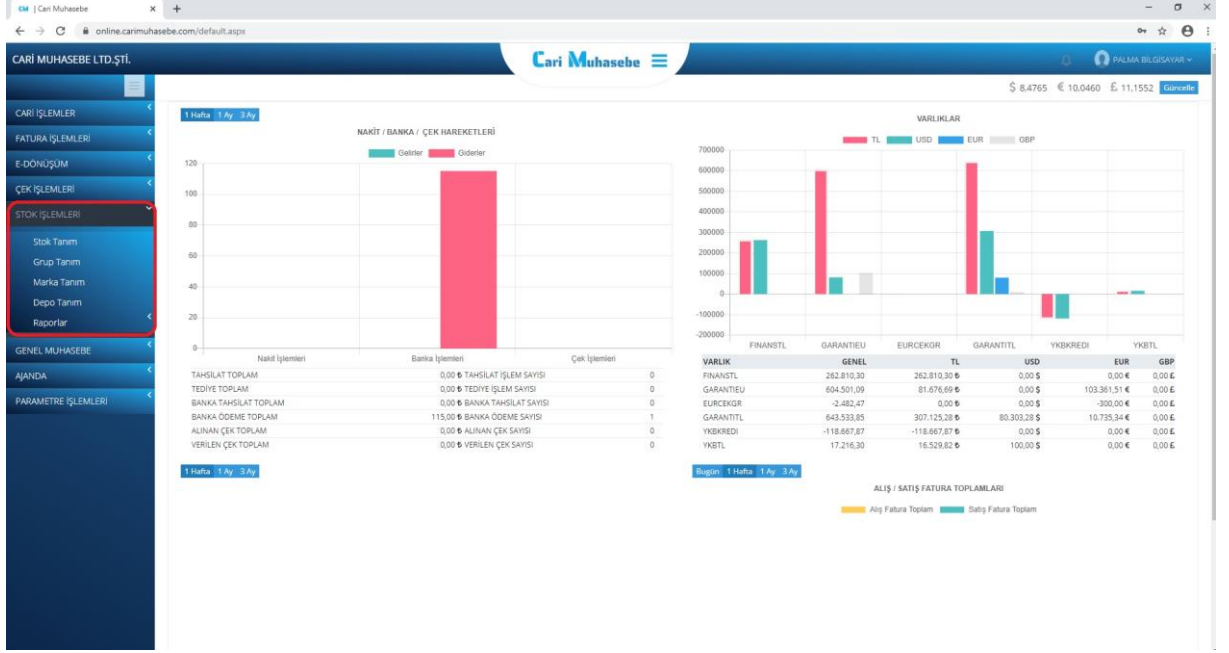 CM | Cari Muhasebe
online.carimuhasebe.com/default.aspx
CARİ MUHASEBE LTD.ŞTİ.
Cari Muhasebe
PALMA BİLGİSAYAR
$ 8.4765 € 10.0460 £ 11.1552 Güncelle
CARİ İŞLEMLER
FATURA İŞLEMLERİ
E-DÖNÜŞÜM
ÇEK İŞLEMLERİ
STOK İŞLEMLERİ
Stok Tanım
Grup Tanım
Marka Tanım
Depo Tanım
Raporlar
GENEL MUHASEBE
AJANDA
PARAMETRE İŞLEMLERİ
1 Hafta 1 Ay 3 Ay
NAKİT / BANKA / ÇEK HAREKETLERİ
Gelirler Giderler
120
100
80
60
40
20
0
Nakit İşlemleri Banka İşlemleri Çek İşlemleri
TAHSİLAT TOPLAM 0,00 ₺ TAHSİLAT İŞLEM SAYISI 0
TEDİYE TOPLAM 0,00 ₺ TEDİYE İŞLEM SAYISI 0
BANKA TAHSİLAT TOPLAM 0,00 ₺ BANKA TAHSİLAT SAYISI 0
BANKA ÖDEME TOPLAM 115,00 ₺ BANKA ÖDEME SAYISI 1
ALINAN ÇEK TOPLAM 0,00 ₺ ALINAN ÇEK SAYISI 0
VERİLEN ÇEK TOPLAM 0,00 ₺ VERİLEN ÇEK SAYISI 0
1 Hafta 1 Ay 3 Ay
VARLIKLAR
TL USD EUR GBP
700000
600000
500000
400000
300000
200000
100000
0
-100000
-200000
FINANSTL GARANTIEU EURCEKGR GARANTITL YKBKREDI YKBTL
VARLIK GENEL TL USD EUR GBP
FINANSTL 262.810,30 262.810,30 ₺ 0,00 $ 0,00 € 0,00 £
GARANTIEU 604.501,09 81.676,69 ₺ 0,00 $ 103.361,51 € 0,00 £
EURCEKGR -2.482,47 0,00 ₺ 0,00 $ -300,00 € 0,00 £
GARANTITL 643.533,85 307.125,28 ₺ 80.303,28 $ 10.735,34 € 0,00 £
YKBKREDI -118.667,87 -118.667,87 ₺ 0,00 $ 0,00 € 0,00 £
YKBTL 17.216,30 16.529,82 ₺ 100,00 $ 0,00 € 0,00 £
Bugün 1 Hafta 1 Ay 3 Ay
ALIŞ / SATIŞ FATURA TOPLAMLARI
Alış Fatura Toplam Satış Fatura Toplam